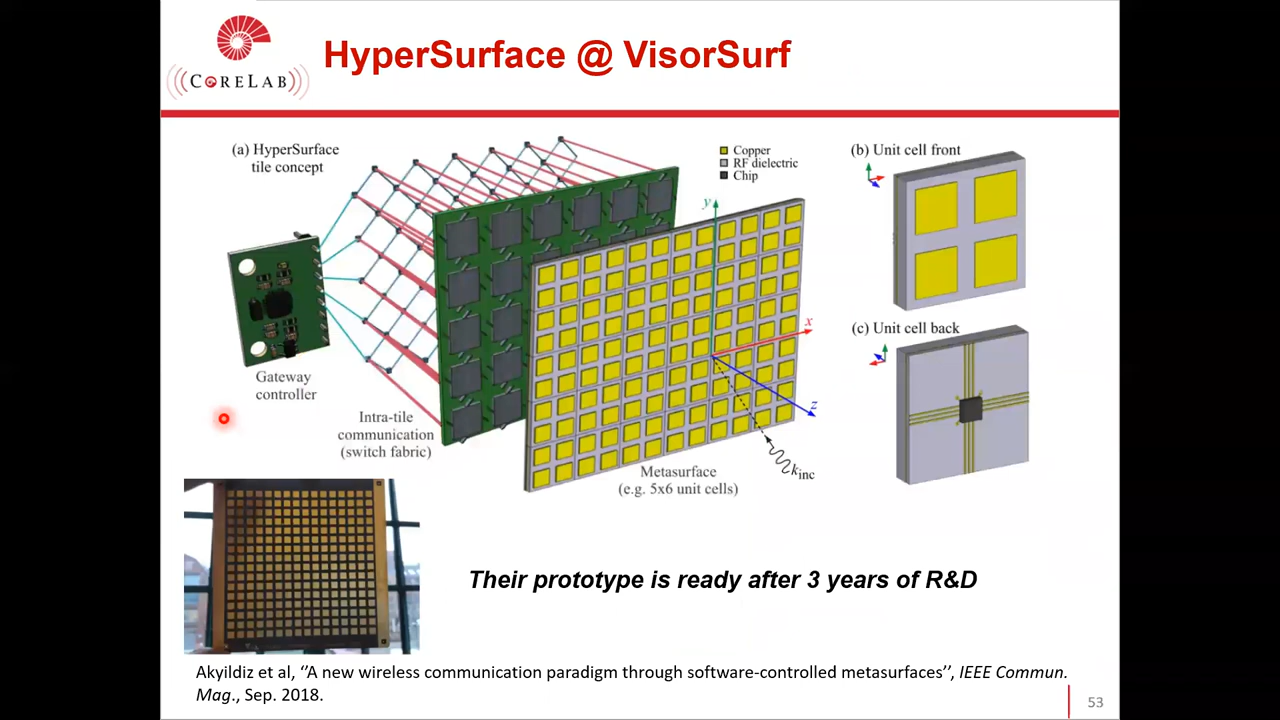 CORELAB
HyperSurface @ VisorSurf
(a) HyperSurface
tile concept
Copper
RF dielectric
Chip
(b) Unit cell front
y
x
z
(c) Unit cell back
Gateway
controller
Intra-tile
communication
(switch fabric)
Metasurface
(e.g. 5x6 unit cells)
kinc
Their prototype is ready after 3 years of R&D
Akyildiz et al, ‘’A new wireless communication paradigm through software-controlled metasurfaces’’, IEEE Commun.
Mag., Sep. 2018.
53